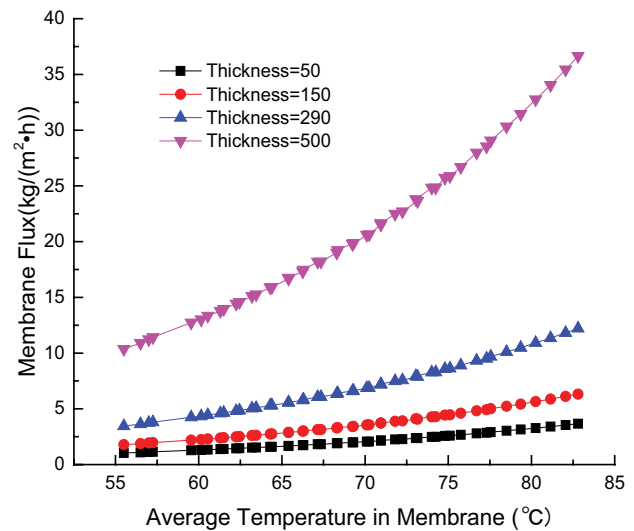 40
35
30
25
20
15
10
5
0
Membrane Flux(kg/(m²•h))
Thickness=50
Thickness=150
Thickness=290
Thickness=500
55 60 65 70 75 80 85
Average Temperature in Membrane (℃)